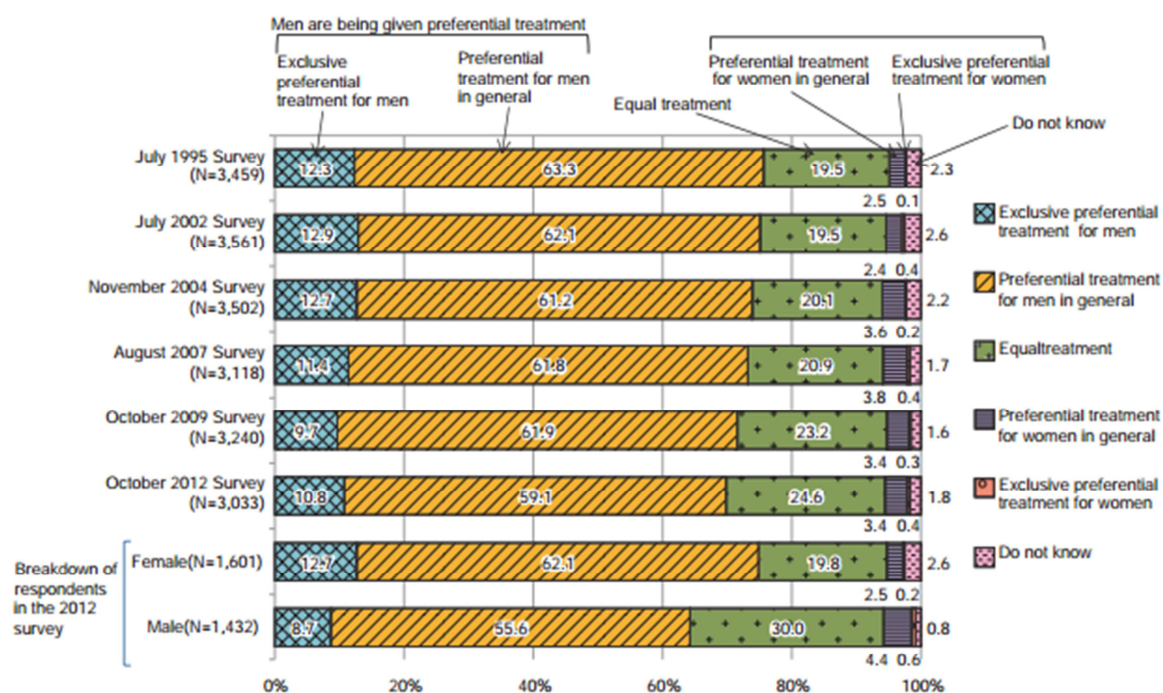 Men are being given preferential treatment
Exclusive
preferential
treatment for men
Preferential
treatment for men
in general
Equal treatment
Preferential treatment
for women in general
Exclusive preferential
treatment for women
Do not know
July 1995 Survey
(N=3,459)
12.3 63.3 19.5 2.3
2.5 0.1
July 2002 Survey
(N=3,561)
12.9 62.1 19.5 2.6
2.4 0.4
November 2004 Survey
(N=3,502)
12.7 61.2 20.1 2.2
3.6 0.2
August 2007 Survey
(N=3,118)
11.4 61.8 20.9 1.7
3.8 0.4
October 2009 Survey
(N=3,240)
9.7 61.9 23.2 1.6
3.4 0.3
October 2012 Survey
(N=3,033)
10.8 59.1 24.6 1.8
3.4 0.4
Breakdown of
respondents
in the 2012
survey
Female(N=1,601)
12.7 62.1 19.8 2.6
2.5 0.2
Male(N=1,432)
8.7 55.6 30.0 0.8
4.4 0.6
0% 20% 40% 60% 80% 100%
Exclusive preferential
treatment for men
Preferential treatment
for men in general
Equaltreatment
Preferential treatment
for women in general
Exclusive preferential
treatment for women
Do not know